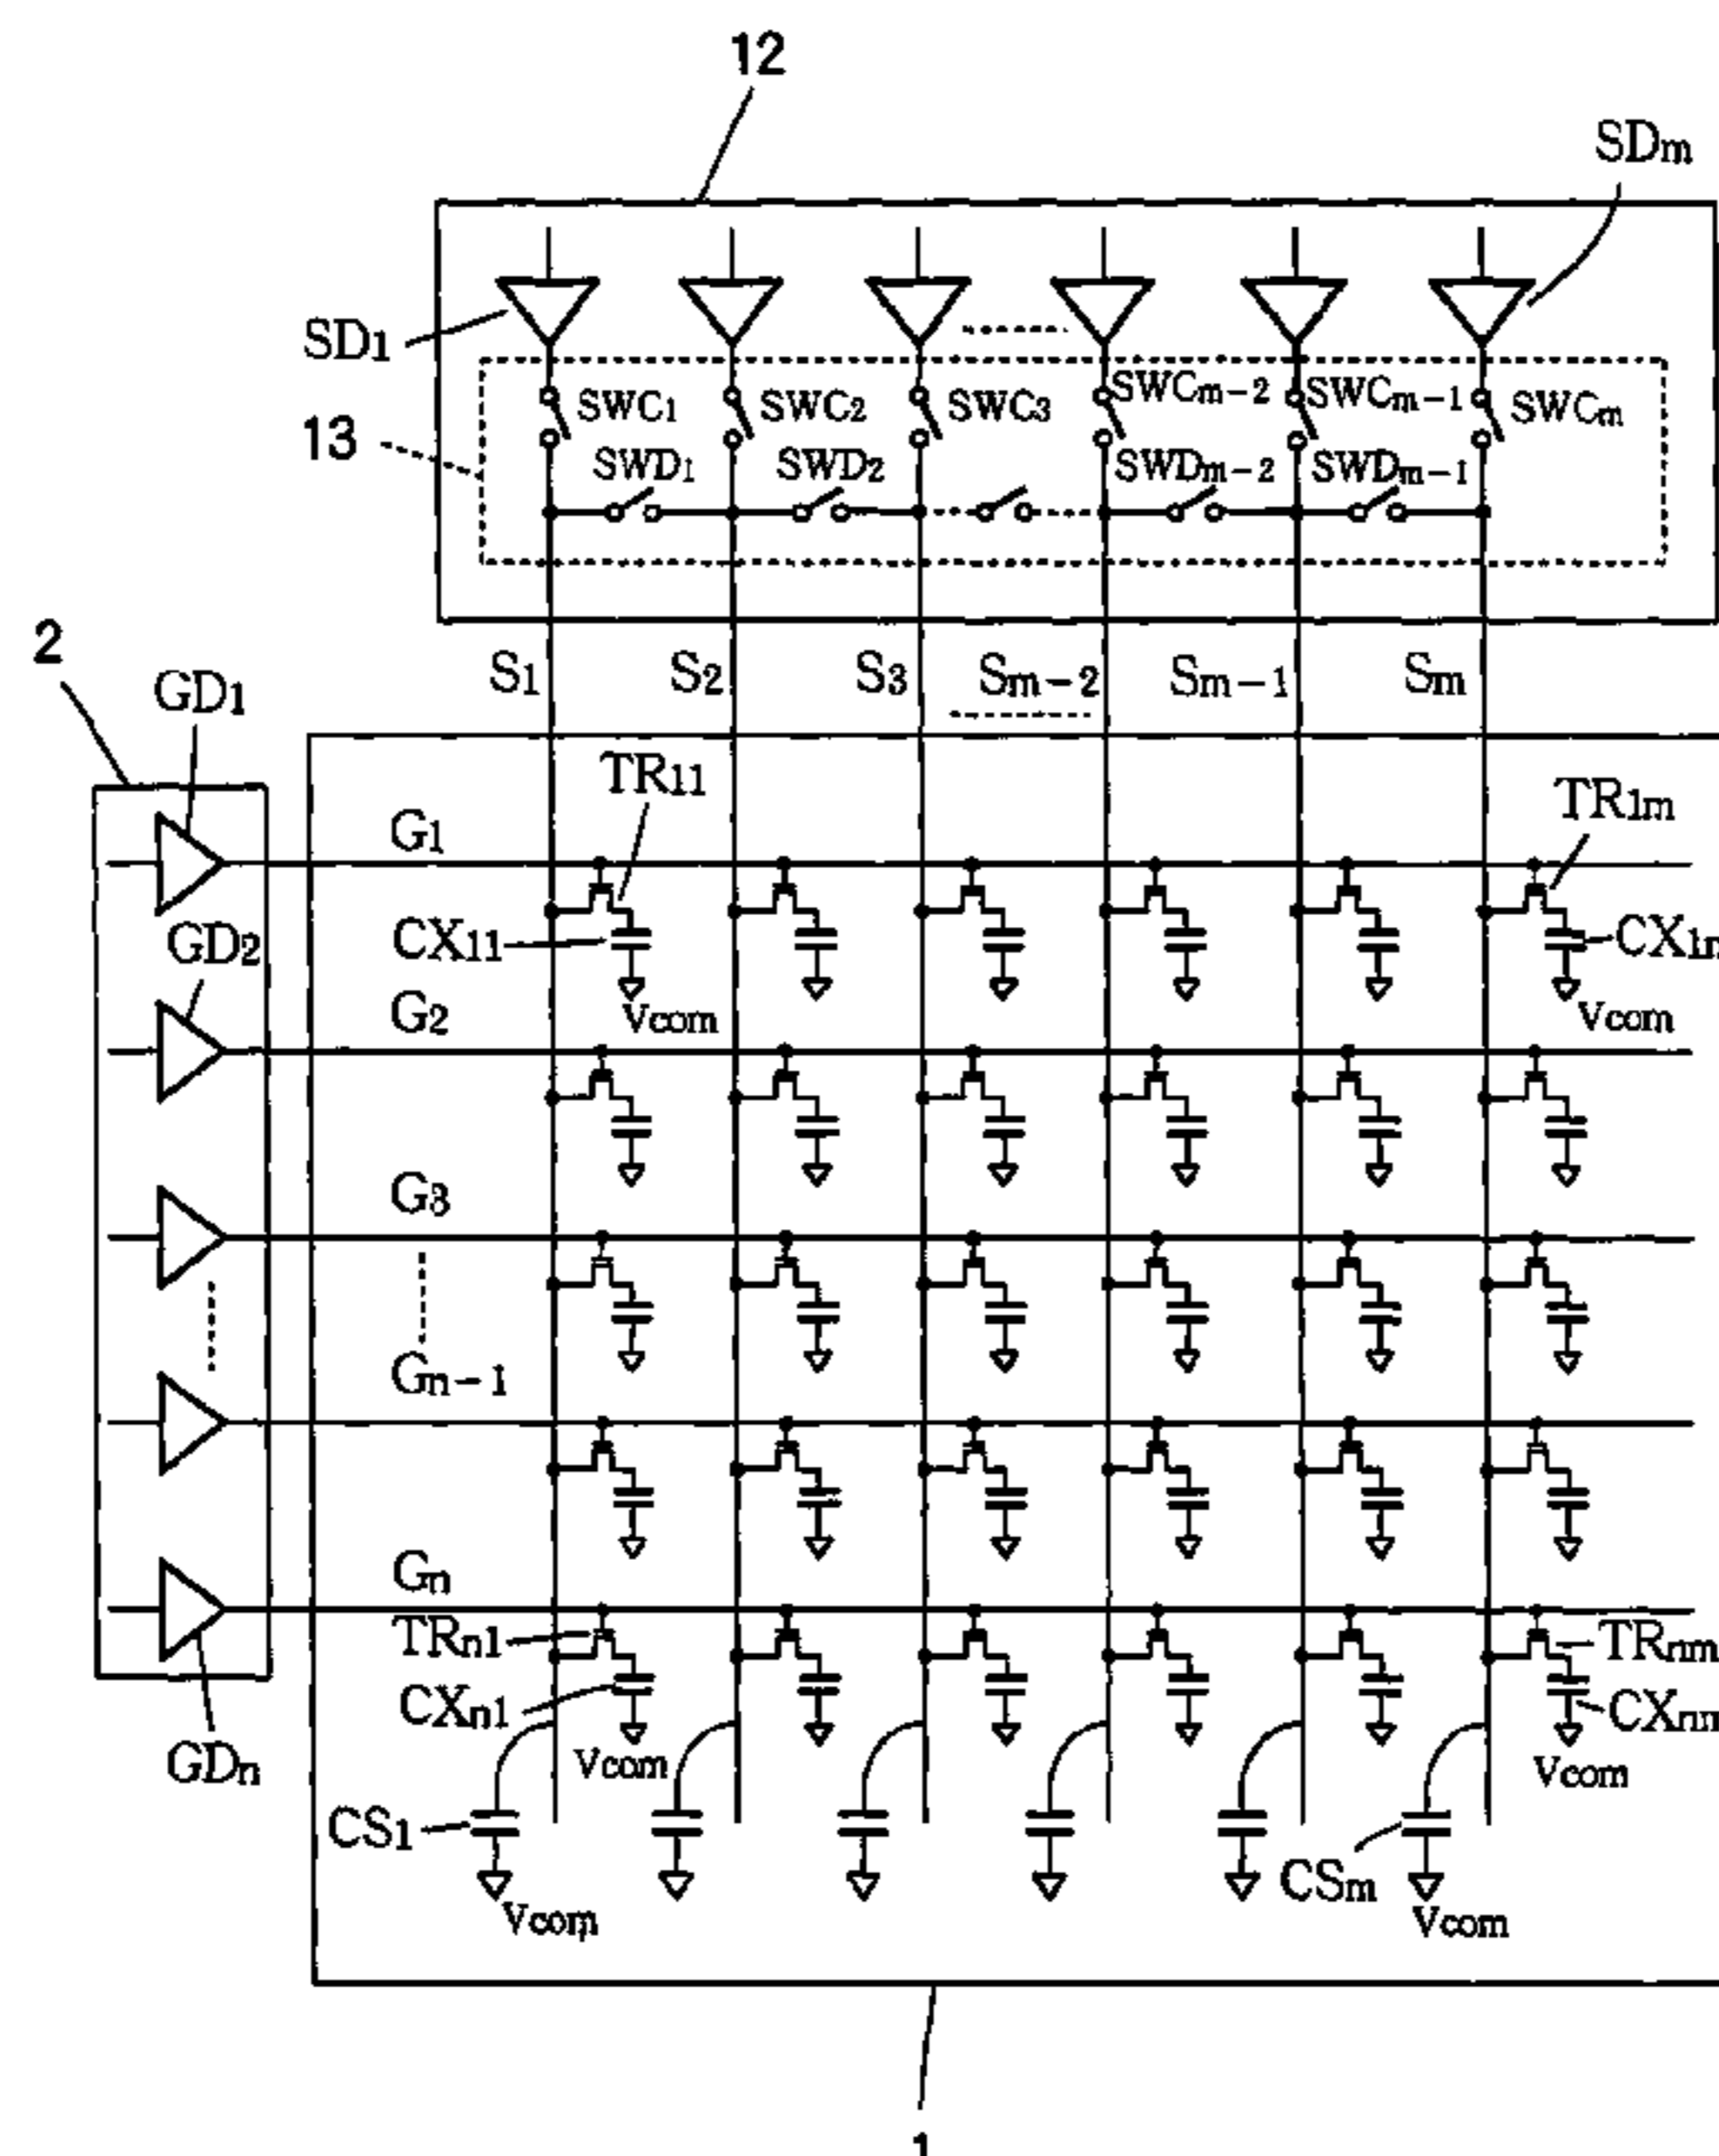 12
SDm
SD1
SWC1 SWC2 SWC3 SWCm-2 SWCm-1 SWCm
13
SWD1 SWD2 SWDm-2 SWDm-1
2
S1 S2 S3 Sm-2 Sm-1 Sm
GD1
TR11
TR1m
G1
CX11
GD2
Vcom
Vcom
G2
G3
Gn-1
Gn
TRn1
TRnm
CXn1
GDn
Vcom
Vcom
CS1
CSm
Vcom
Vcom
1